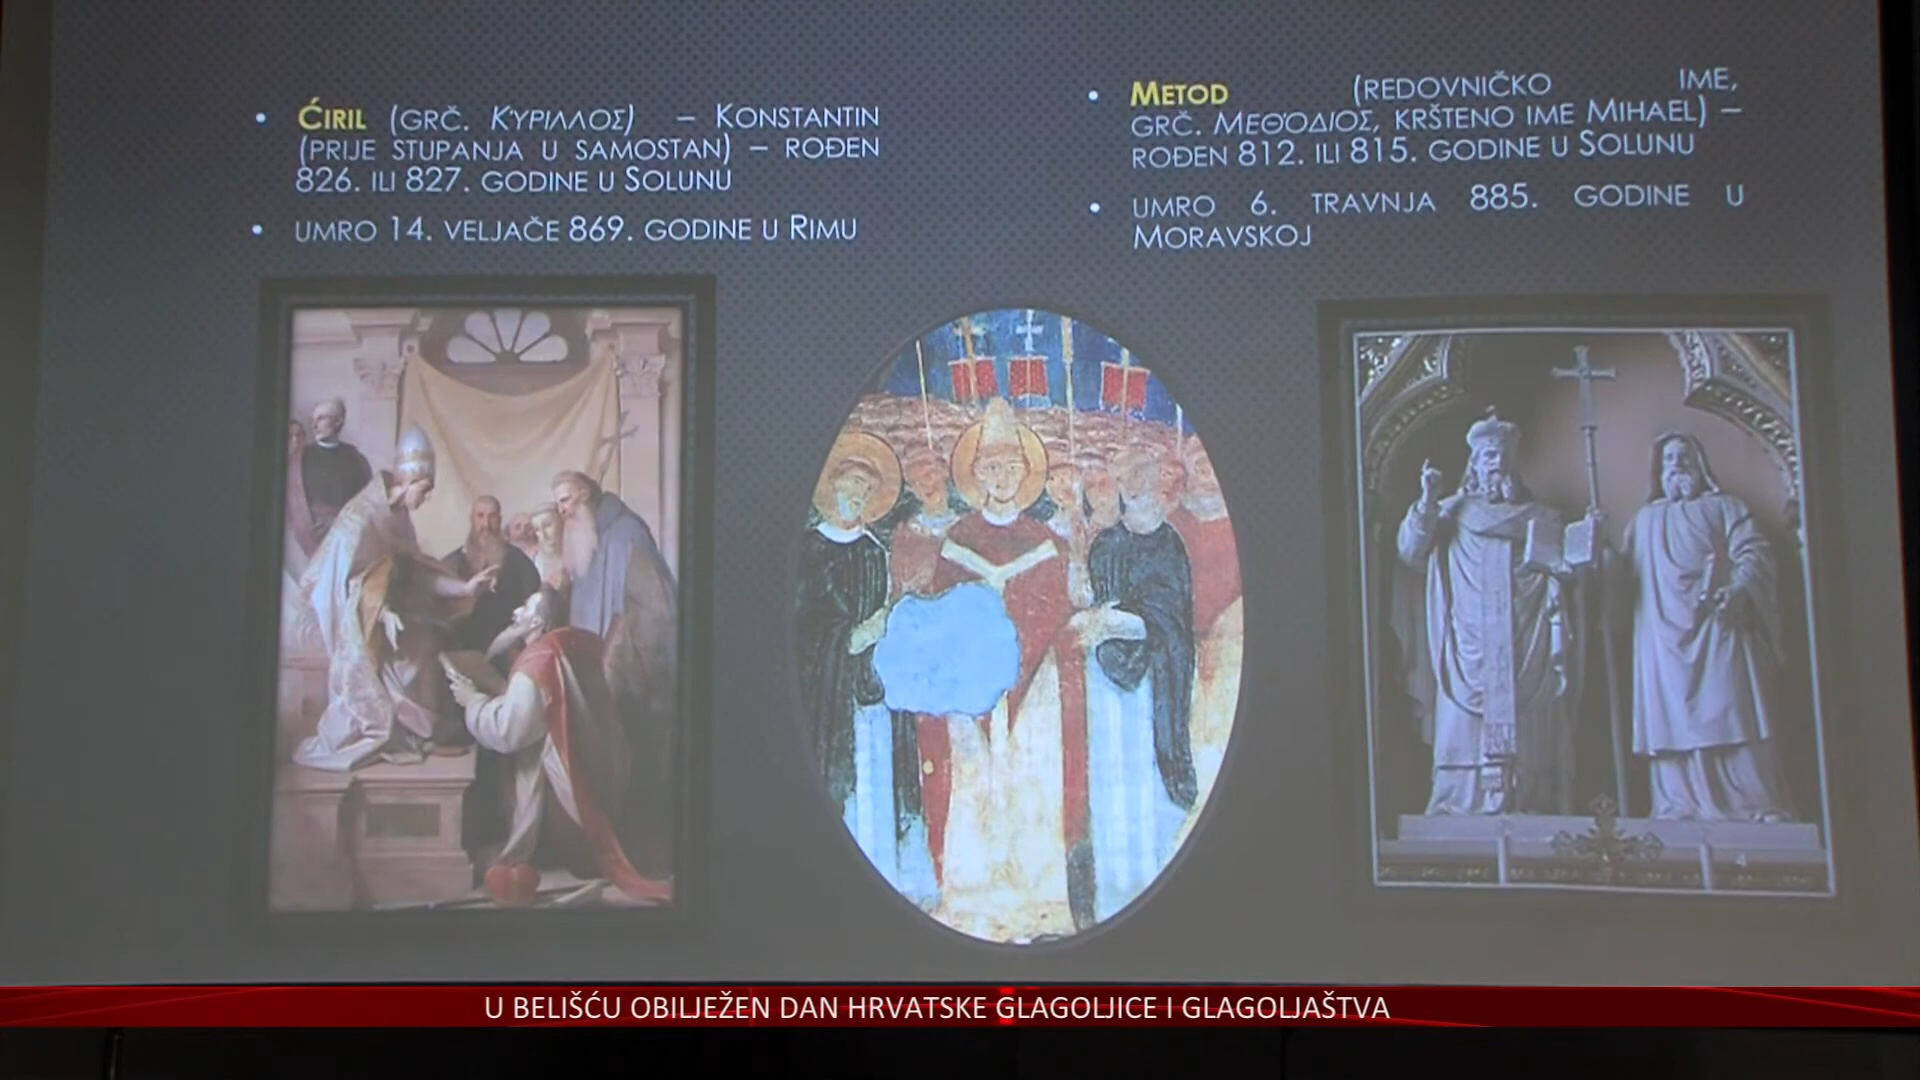 • ĆIRIL (GRČ. ΚΎΡΙΛΛΟΣ) – KONSTANTIN
(PRIJE STUPANJA U SAMOSTAN) – ROĐEN
826. ILI 827. GODINE U SOLUNU
• UMRO 14. VELJAČE 869. GODINE U RIMU
• METOD (REDOVNIČKO IME,
GRČ. ΜΕΘΌΔΙΟΣ, KRŠTENO IME MIHAEL) –
ROĐEN 812. ILI 815. GODINE U SOLUNU
• UMRO 6. TRAVNJA 885. GODINE U
MORAVSKOJ
4
U BELIŠĆU OBILJEŽEN DAN HRVATSKE GLAGOLJICE I GLAGOLJAŠTVA